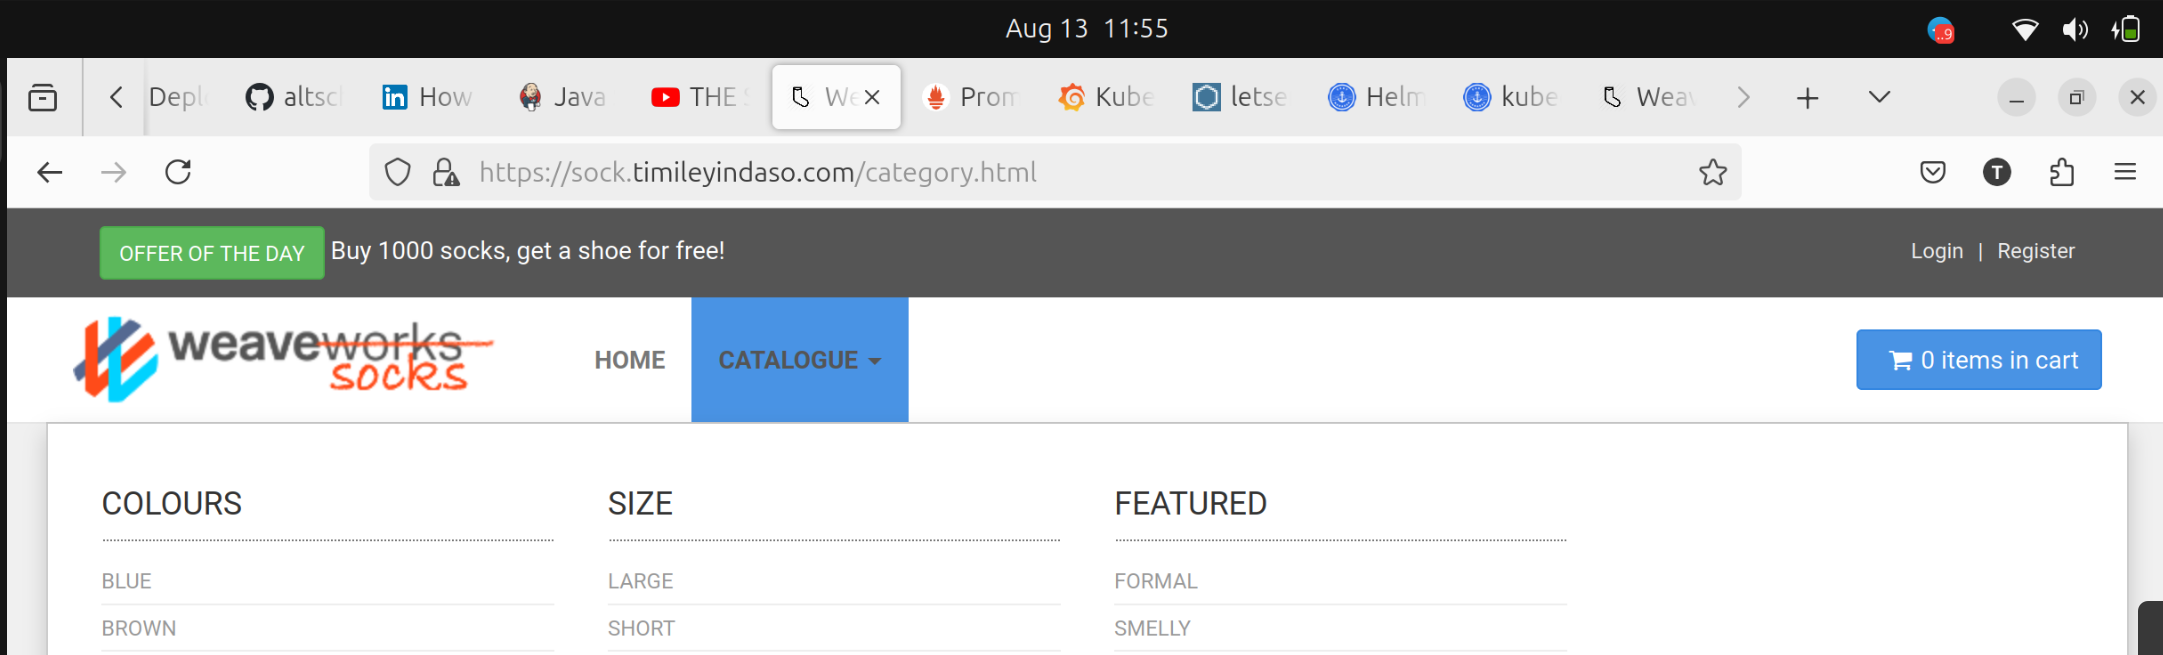 Aug 13 11:55
Depl altsc How Java THE We Prom Kube letse Helm kube Weav
https://sock.timileyindaso.com/category.html
T
OFFER OF THE DAY Buy 1000 socks, get a shoe for free!
Login | Register
weaveworks
socks
HOME CATALOGUE
0 items in cart
COLOURS SIZE FEATURED
BLUE LARGE FORMAL
BROWN SHORT SMELLY